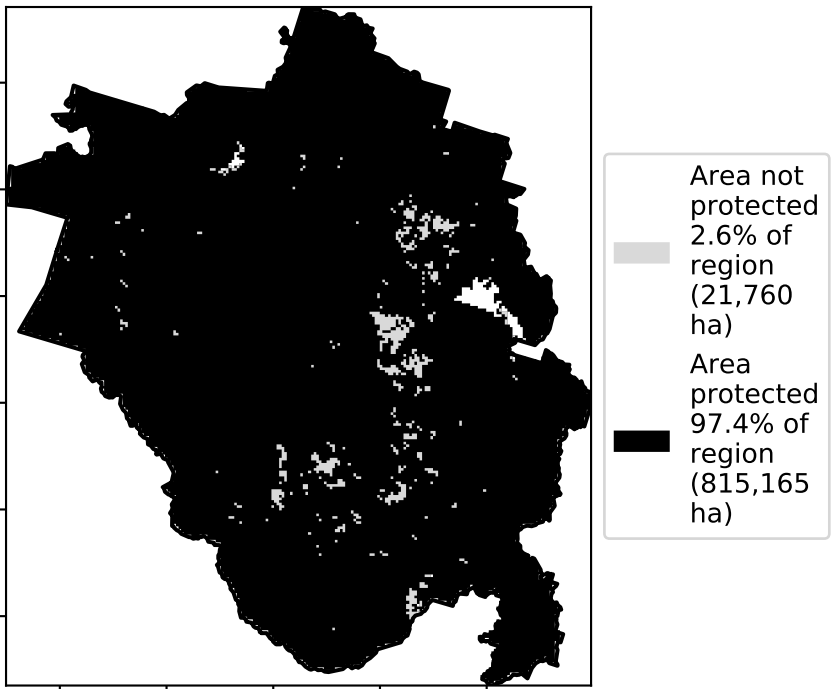 Area not
protected
2.6% of
region
(21,760
ha)
Area
protected
97.4% of
region
(815,165
ha)